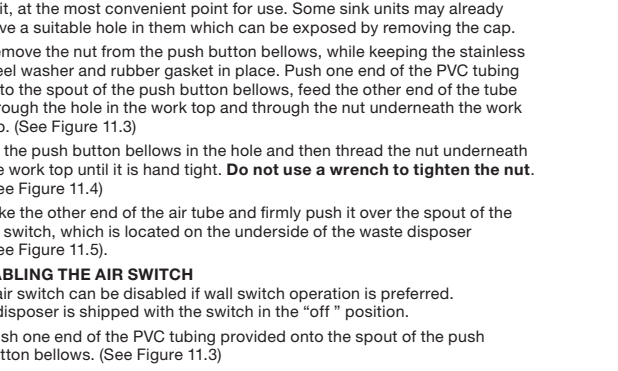 it, at the most convenient point for use. Some sink units may already
ve a suitable hole in them which can be exposed by removing the cap.
emove the nut from the push button bellows, while keeping the stainless
eel washer and rubber gasket in place. Push one end of the PVC tubing
to the spout of the push button bellows, feed the other end of the tube
rough the hole in the work top and through the nut underneath the work
p. (See Figure 11.3)
the push button bellows in the hole and then thread the nut underneath
e work top until it is hand tight. Do not use a wrench to tighten the nut.
ee Figure 11.4)
ke the other end of the air tube and firmly push it over the spout of the
switch, which is located on the underside of the waste disposer
ee Figure 11.5).
ABLING THE AIR SWITCH
air switch can be disabled if wall switch operation is preferred.
disposer is shipped with the switch in the “off ” position.
sh one end of the PVC tubing provided onto the spout of the push
tton bellows. (See Figure 11.3)